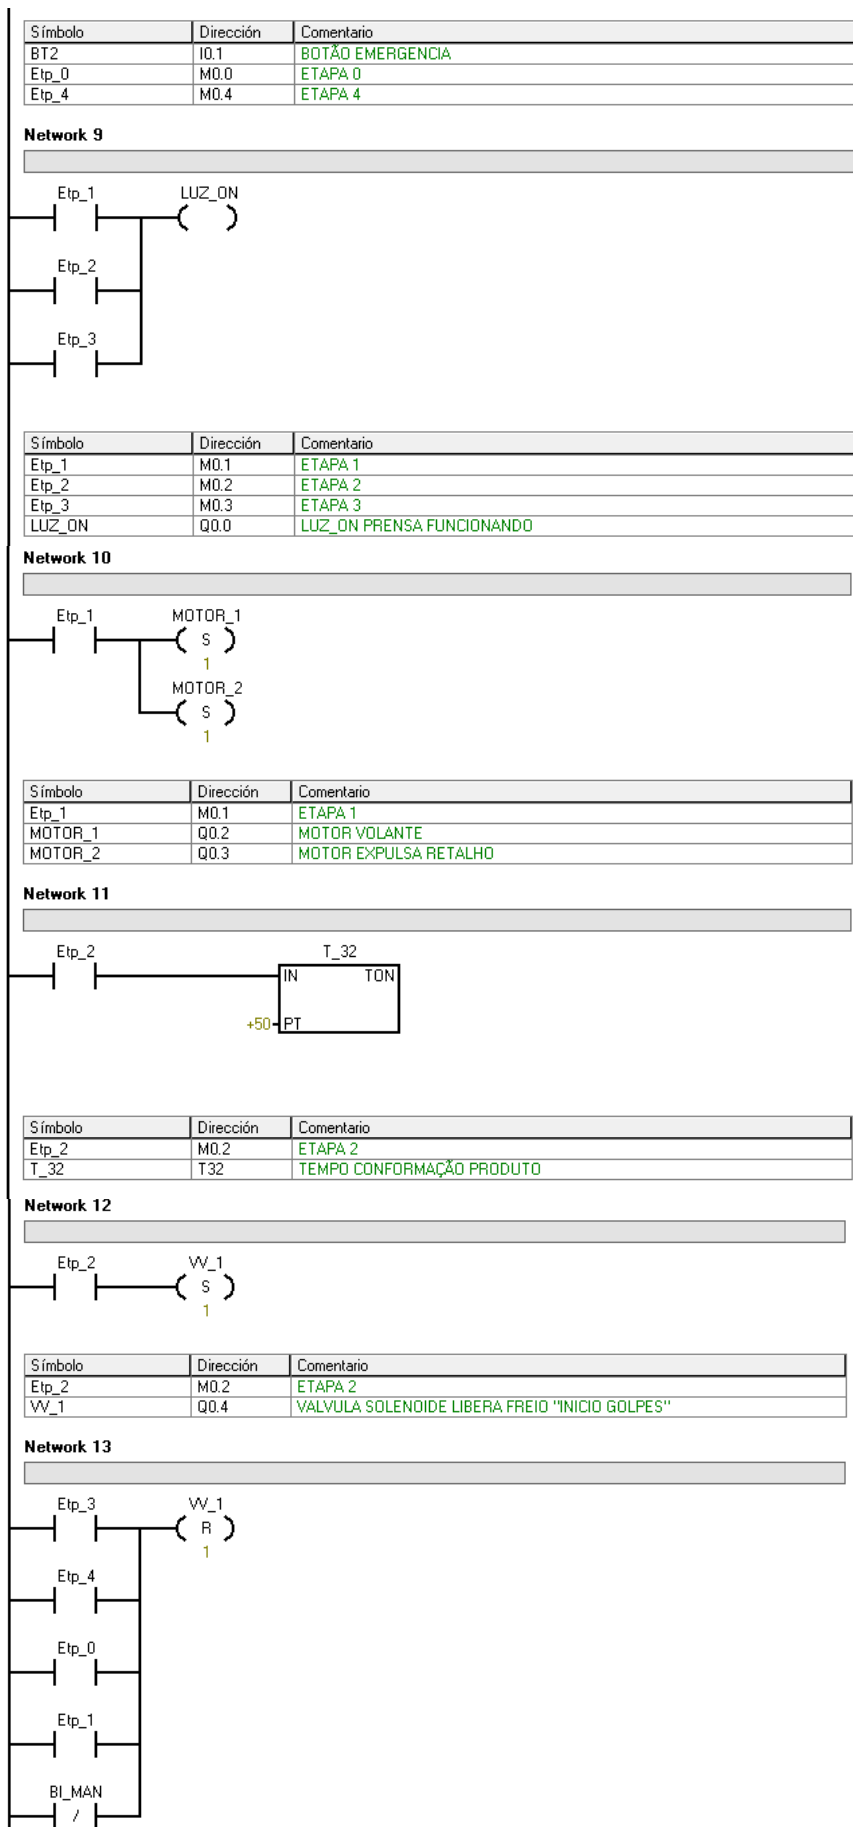 Símbolo Dirección Comentario
BT2 I0.1 BOTÃO EMERGENCIA
Etp_0 M0.0 ETAPA 0
Etp_4 M0.4 ETAPA 4
Network 9
Etp_1 LUZ_ON
Etp_2
Etp_3
Símbolo Dirección Comentario
Etp_1 M0.1 ETAPA 1
Etp_2 M0.2 ETAPA 2
Etp_3 M0.3 ETAPA 3
LUZ_ON Q0.0 LUZ_ON PRENSA FUNCIONANDO
Network 10
Etp_1 MOTOR_1
S
1
MOTOR_2
S
1
Símbolo Dirección Comentario
Etp_1 M0.1 ETAPA 1
MOTOR_1 Q0.2 MOTOR VOLANTE
MOTOR_2 Q0.3 MOTOR EXPULSA RETALHO
Network 11
Etp_2 T_32
IN TON
+50 PT
Símbolo Dirección Comentario
Etp_2 M0.2 ETAPA 2
T_32 T32 TEMPO CONFORMAÇÃO PRODUTO
Network 12
Etp_2 VV_1
S
1
Símbolo Dirección Comentario
Etp_2 M0.2 ETAPA 2
VV_1 Q0.4 VALVULA SOLENOIDE LIBERA FREIO "INICIO GOLPES"
Network 13
Etp_3 VV_1
R
1
Etp_4
Etp_0
Etp_1
BI_MAN
/